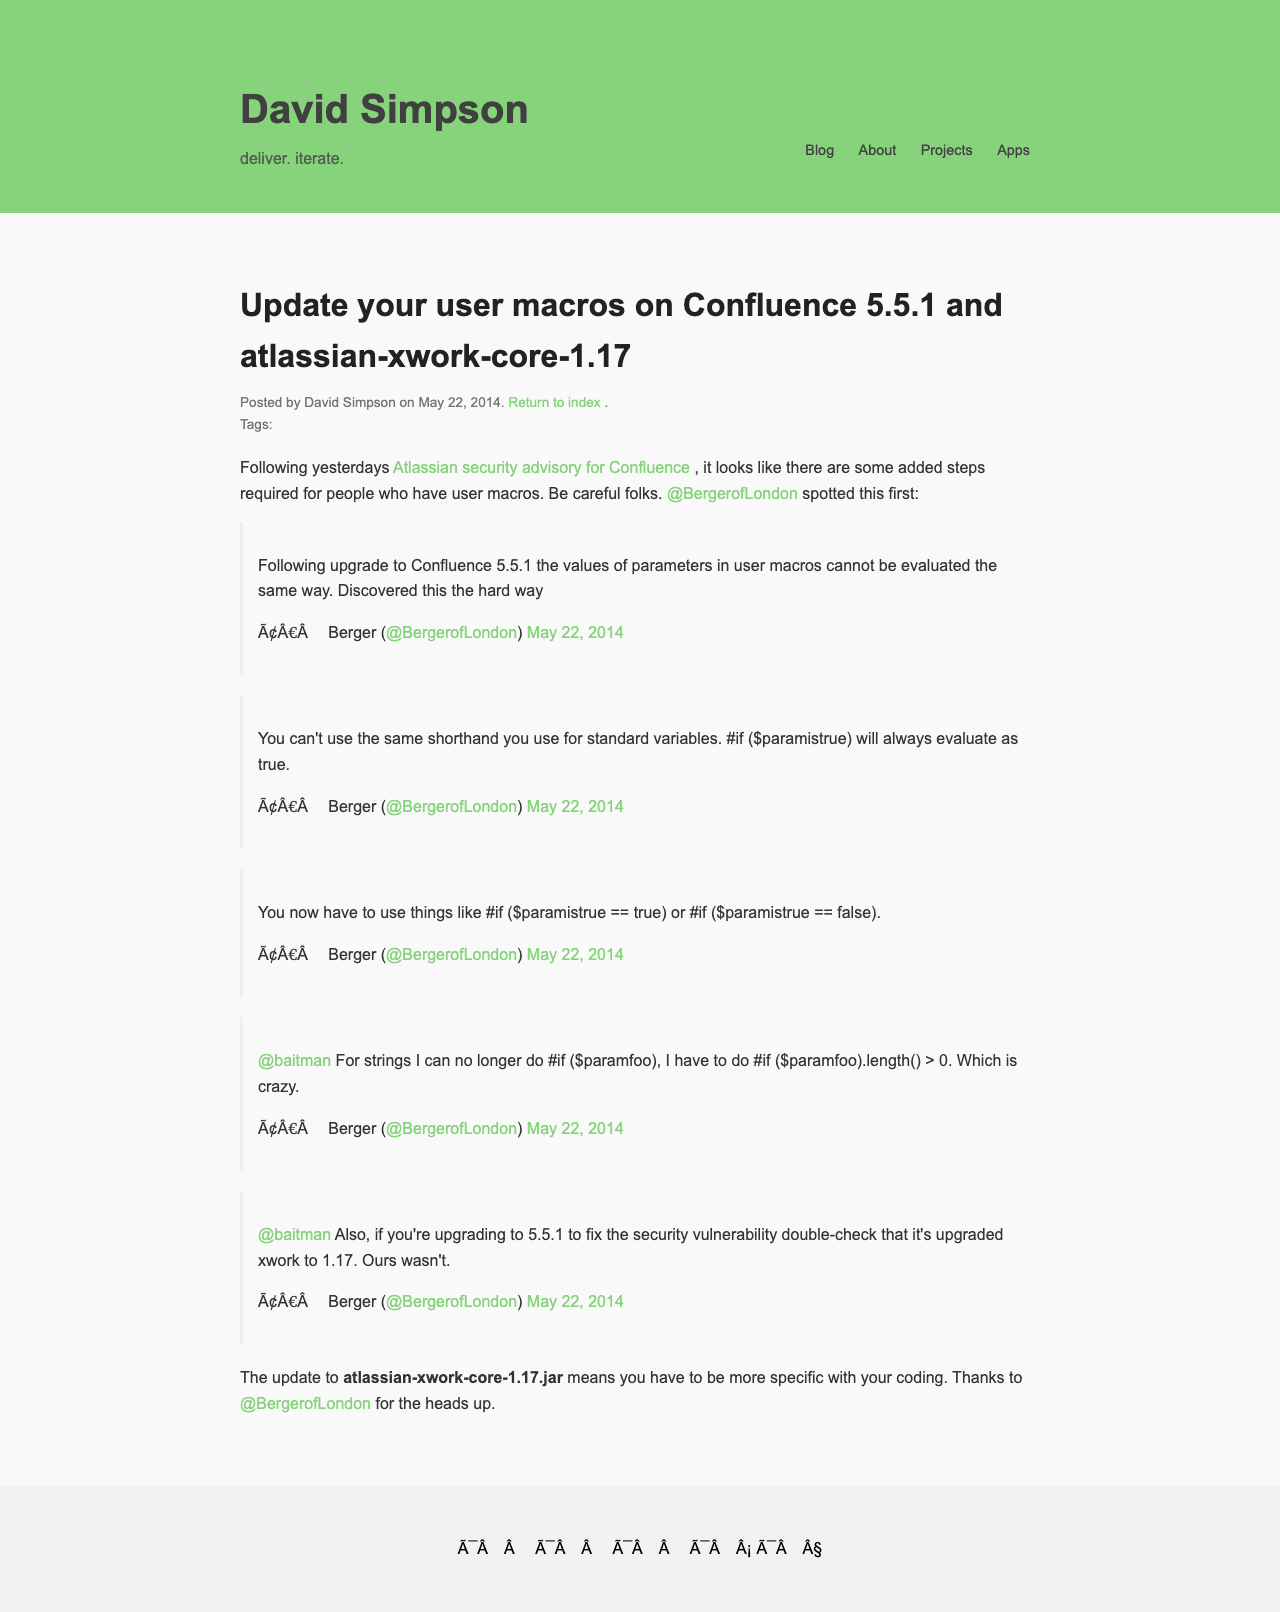 David Simpson
deliver. iterate.
Blog About Projects Apps
Update your user macros on Confluence 5.5.1 and
atlassian-xwork-core-1.17
Posted by David Simpson on May 22, 2014. Return to index .
Tags:
Following yesterdays Atlassian security advisory for Confluence , it looks like there are some added steps
required for people who have user macros. Be careful folks. @BergerofLondon spotted this first:
Following upgrade to Confluence 5.5.1 the values of parameters in user macros cannot be evaluated the
same way. Discovered this the hard way
Ã¢Â€Â Berger (@BergerofLondon) May 22, 2014
You can't use the same shorthand you use for standard variables. #if ($paramistrue) will always evaluate as
true.
Ã¢Â€Â Berger (@BergerofLondon) May 22, 2014
You now have to use things like #if ($paramistrue == true) or #if ($paramistrue == false).
Ã¢Â€Â Berger (@BergerofLondon) May 22, 2014
@baitman For strings I can no longer do #if ($paramfoo), I have to do #if ($paramfoo).length() > 0. Which is
crazy.
Ã¢Â€Â Berger (@BergerofLondon) May 22, 2014
@baitman Also, if you're upgrading to 5.5.1 to fix the security vulnerability double-check that it's upgraded
xwork to 1.17. Ours wasn't.
Ã¢Â€Â Berger (@BergerofLondon) May 22, 2014
The update to atlassian-xwork-core-1.17.jar means you have to be more specific with your coding. Thanks to
@BergerofLondon for the heads up.
Ã¯Â Â Ã¯Â Â Ã¯Â Â Ã¯Â Â¡ Ã¯Â Â§